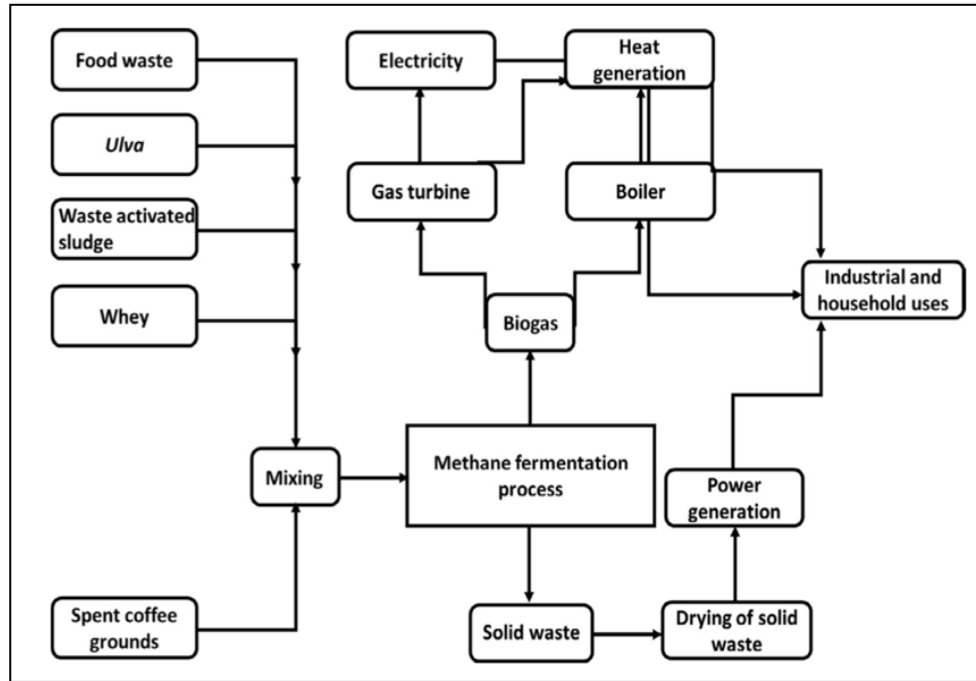 Food waste
Ulva
Waste activated
sludge
Whey
Spent coffee
grounds
Mixing
Methane fermentation
process
Biogas
Gas turbine
Electricity
Boiler
Heat
generation
Solid waste
Drying of solid
waste
Power
generation
Industrial and
household uses